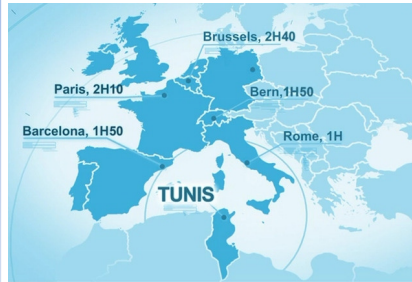 Brussels, 2H40
Paris, 2H10
Bern,1H50
Barcelona, 1H50
Rome, 1H
TUNIS